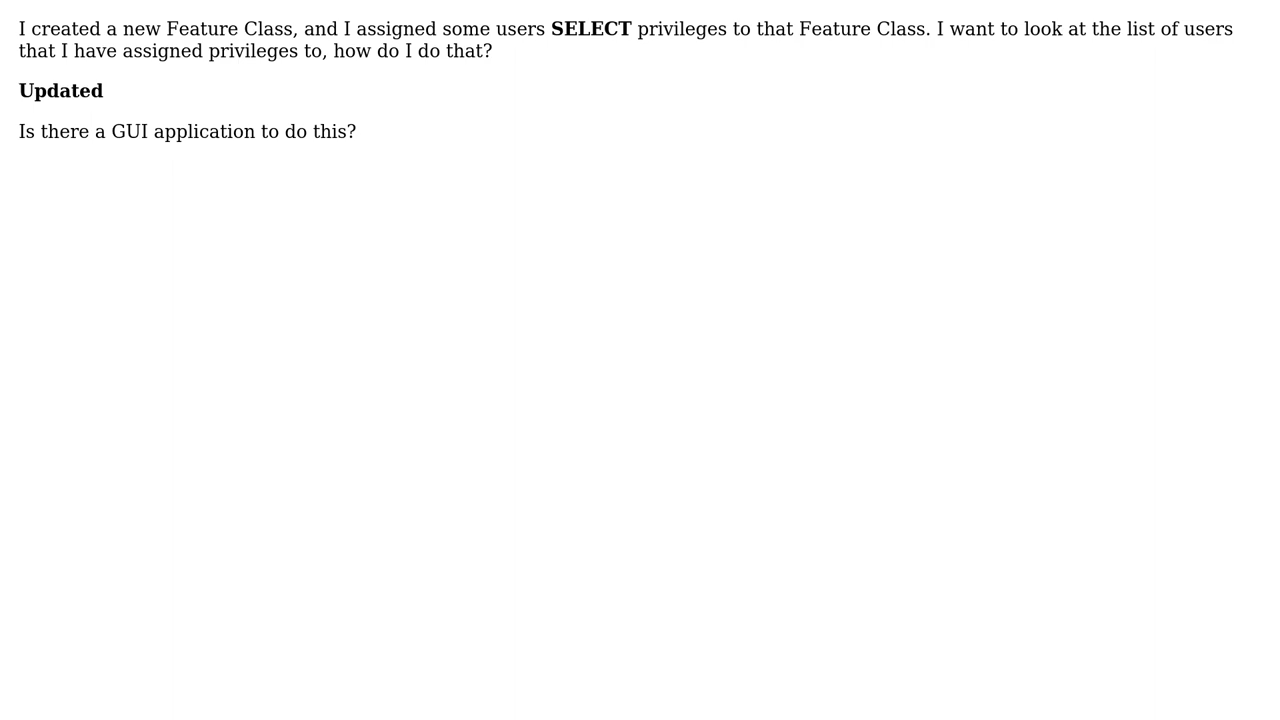 I created a new Feature Class, and I assigned some users SELECT privileges to that Feature Class. I want to look at the list of users
that I have assigned privileges to, how do I do that?
Updated
Is there a GUI application to do this?